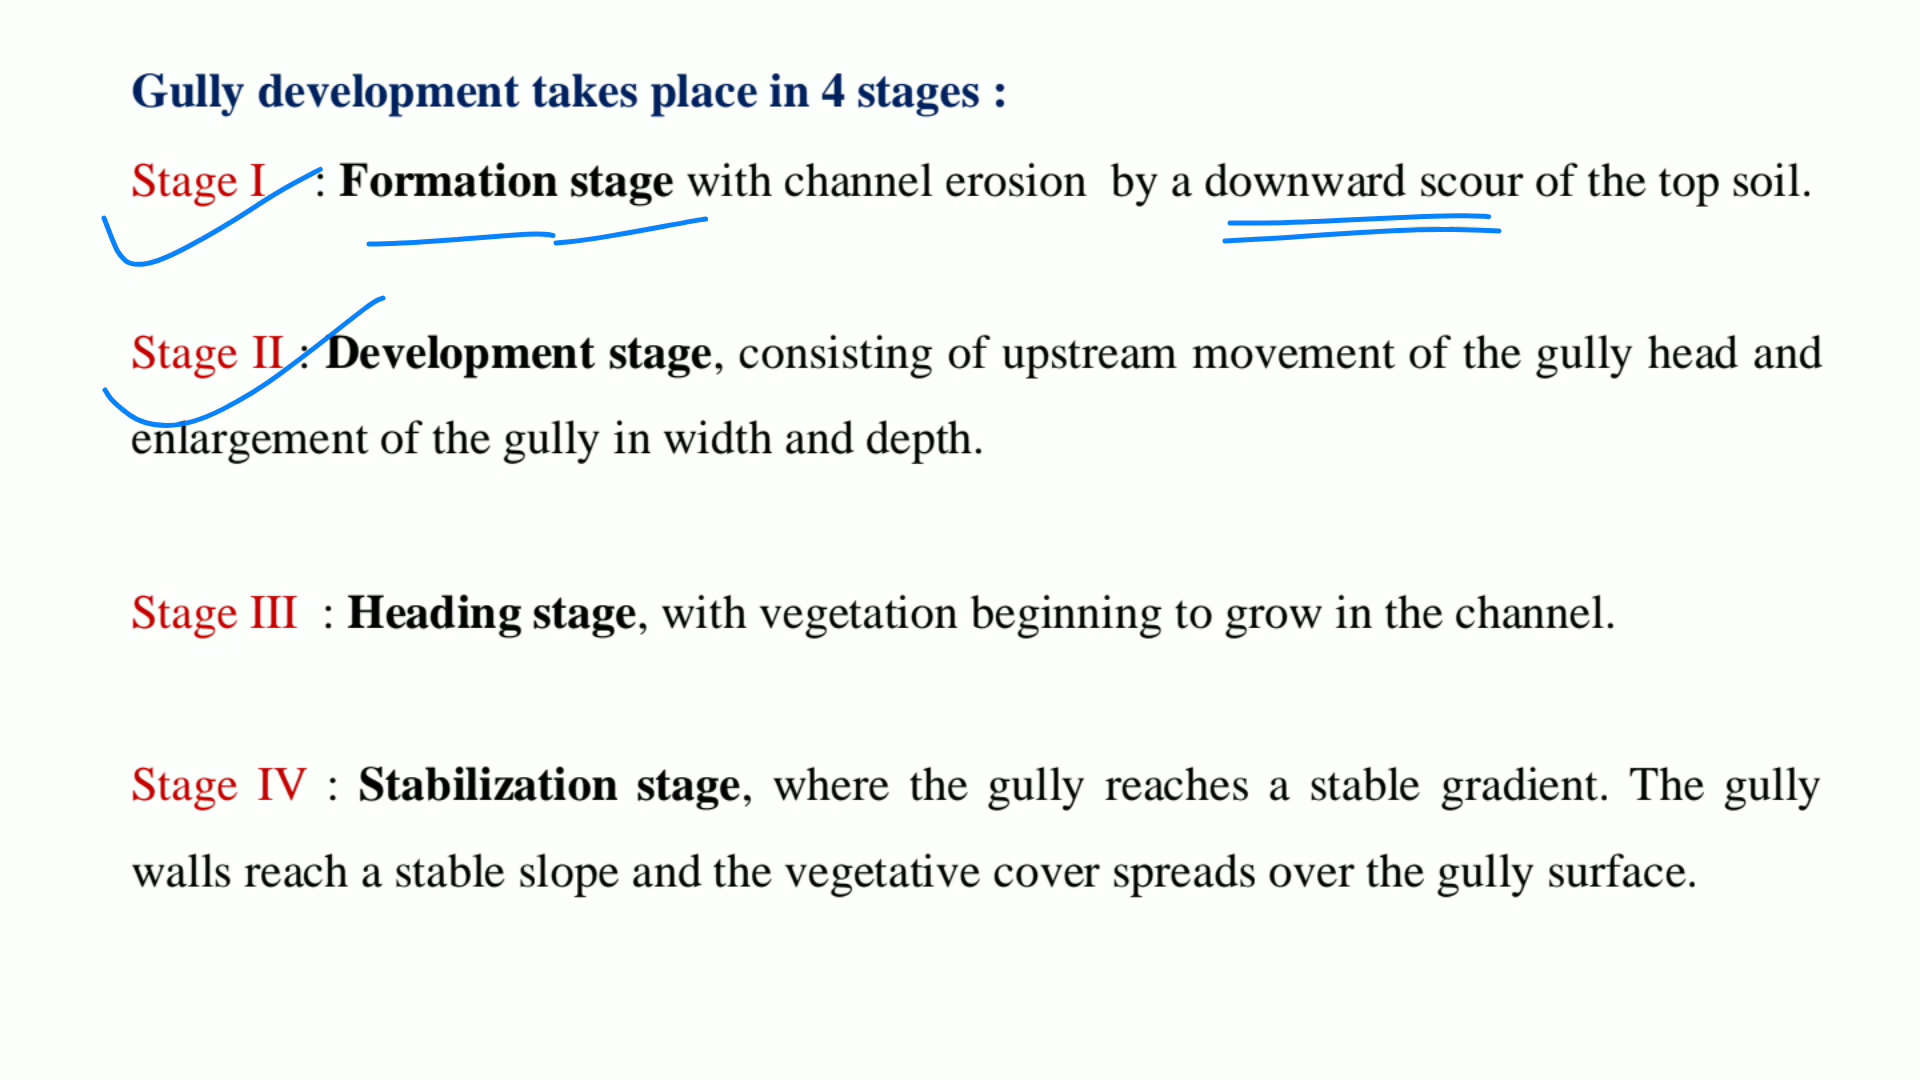 Gully development takes place in 4 stages :
Stage I : Formation stage with channel erosion by a downward scour of the top soil.
Stage II : Development stage, consisting of upstream movement of the gully head and
enlargement of the gully in width and depth.
Stage III : Heading stage, with vegetation beginning to grow in the channel.
Stage IV : Stabilization stage, where the gully reaches a stable gradient. The gully
walls reach a stable slope and the vegetative cover spreads over the gully surface.